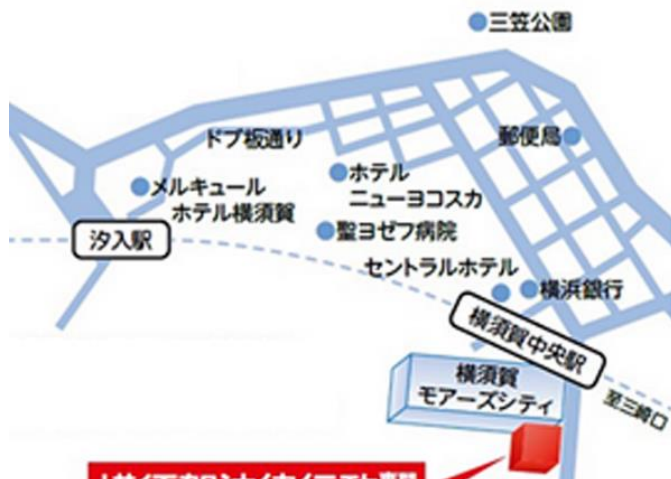 三笠公園
ドブ板通り
郵便局
メルキュール
ホテル横須賀
ホテル
ニューヨコスカ
汐入駅
聖ヨゼフ病院
セントラルホテル
横浜銀行
横須賀中央駅
横須賀
モアーズシティ
至三崎口